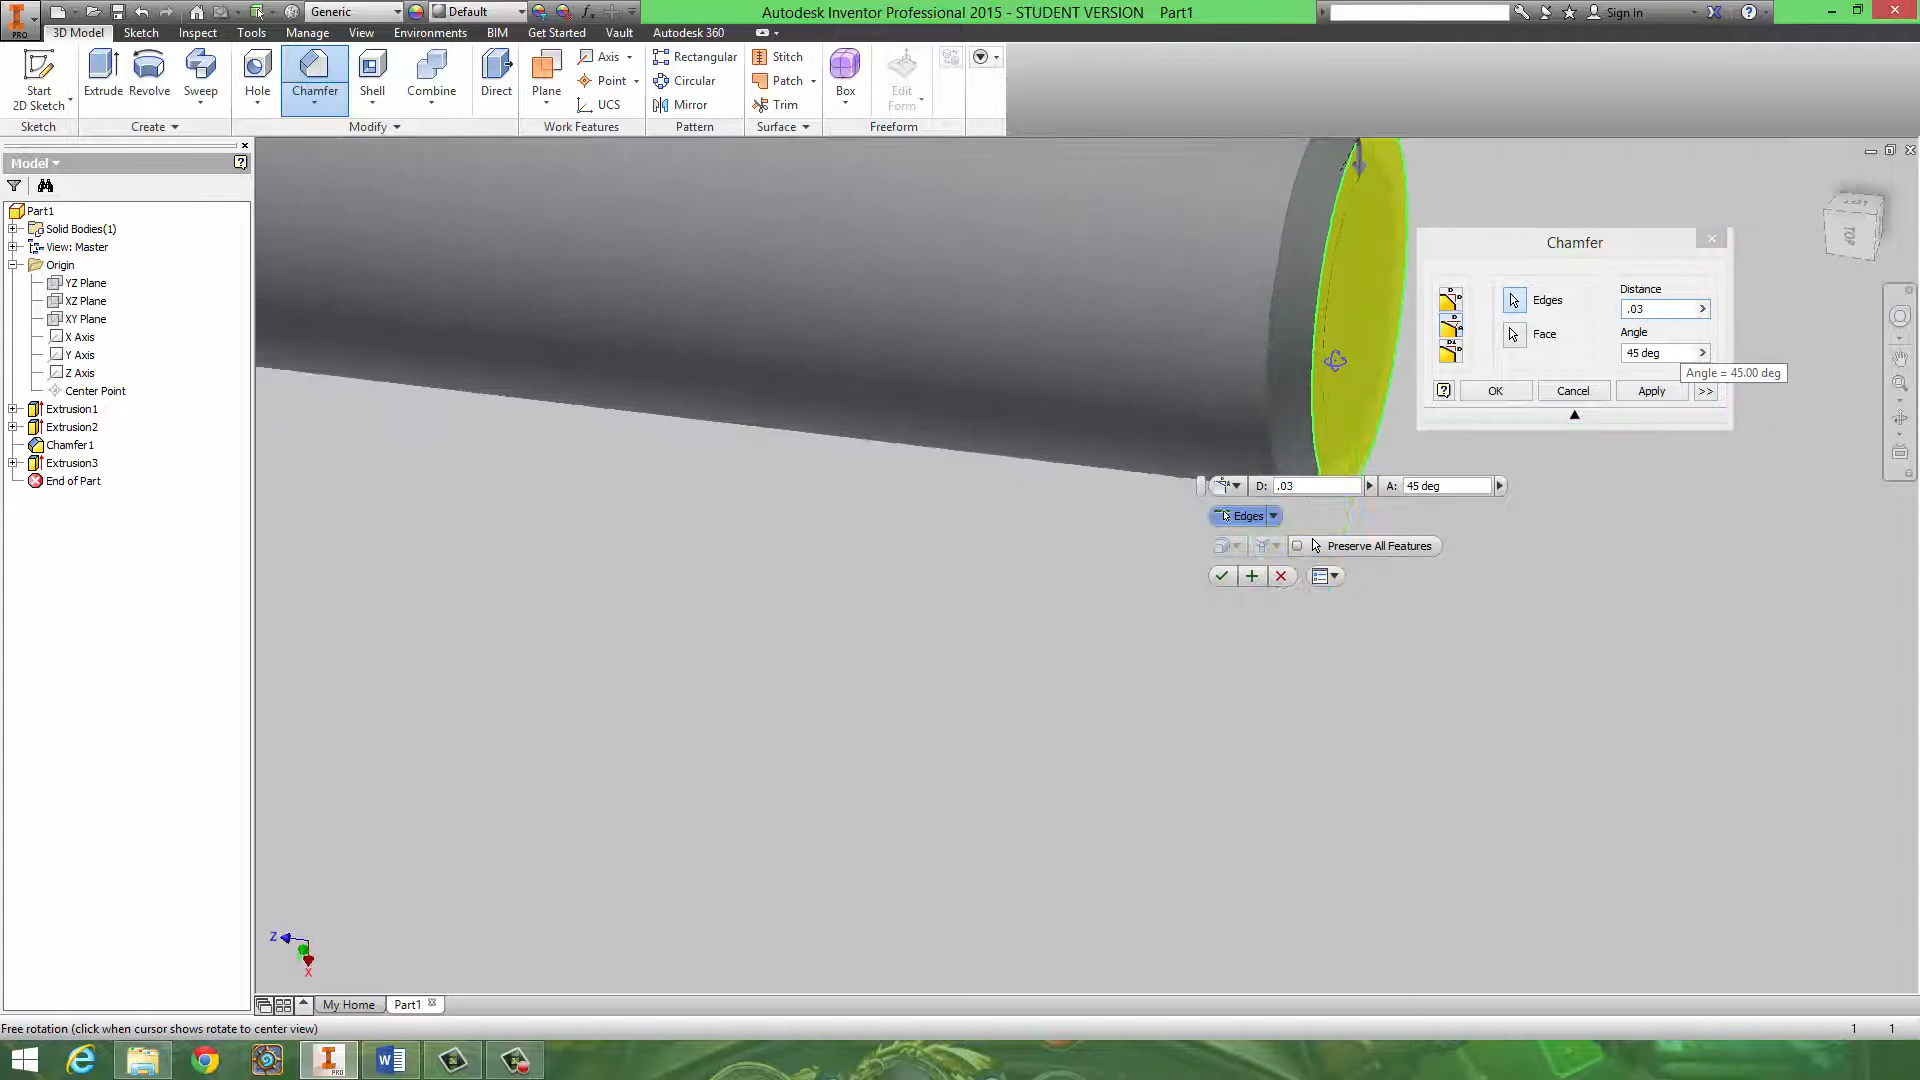 Generic Default Autodesk Inventor Professional 2015 - STUDENT VERSION Part1 Sign In
PRO 3D Model Sketch Inspect Tools Manage View Environments BIM Get Started Vault Autodesk 360
Start 2D Sketch Extrude Revolve Sweep Hole Chamfer Shell Combine Direct Plane Axis Point UCS Rectangular Circular Mirror Stitch Patch Trim Box Edit Form
Sketch Create Modify Work Features Pattern Surface Freeform
Model
Part1
Solid Bodies(1)
View: Master
Origin
YZ Plane
XZ Plane
XY Plane
X Axis
Y Axis
Z Axis
Center Point
Extrusion1
Extrusion2
Chamfer1
Extrusion3
End of Part
LEFT
TOP
Chamfer
Edges
Face
Distance
.03
Angle
45 deg
Angle = 45.00 deg
OK Cancel Apply >>
D: .03 A: 45 deg
Edges
Preserve All Features
Z
X
My Home Part1
Free rotation (click when cursor shows rotate to center view) 1 1
PRO